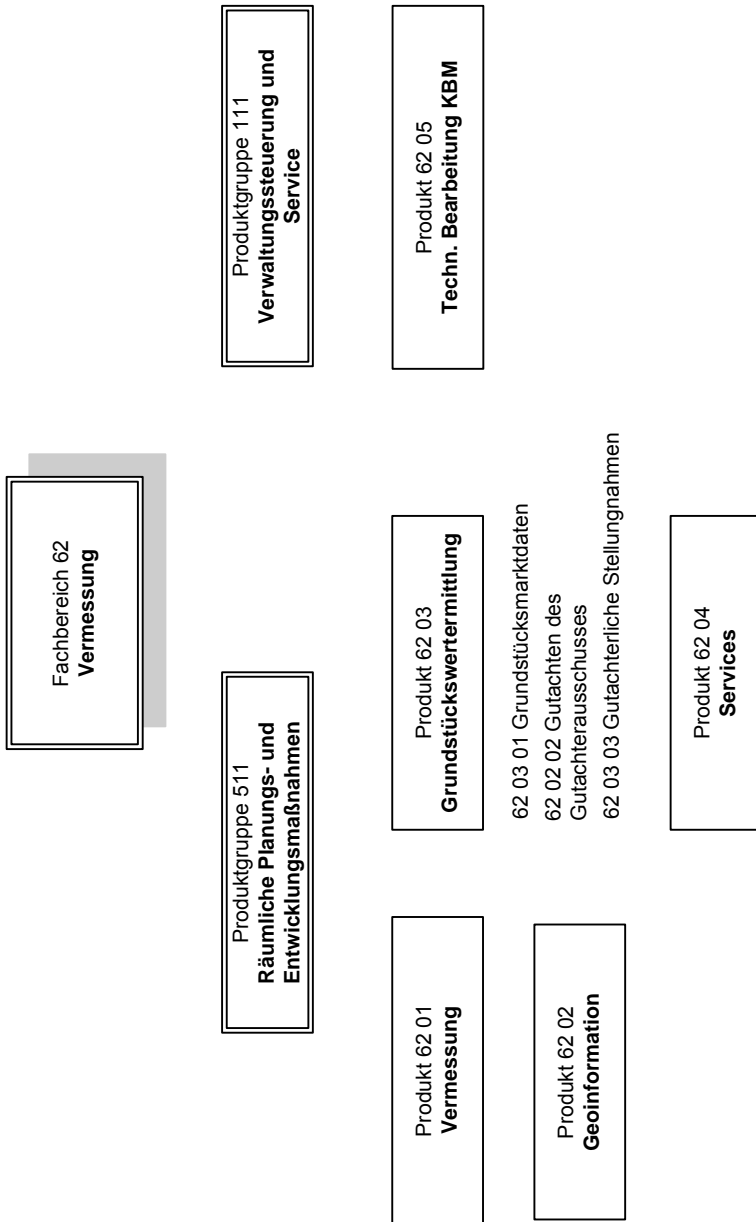 Fachbereich 62
Vermessung
Produktgruppe 511
Räumliche Planungs- und
Entwicklungsmaßnahmen
Produktgruppe 111
Verwaltungssteuerung und
Service
Produkt 62 01
Vermessung
Produkt 62 02
Geoinformation
Produkt 62 03
Grundstückswertermittlung
62 03 01 Grundstücksmarktdaten
62 02 02 Gutachten des
Gutachterausschusses
62 03 03 Gutachterliche Stellungnahmen
Produkt 62 04
Services
Produkt 62 05
Techn. Bearbeitung KBM